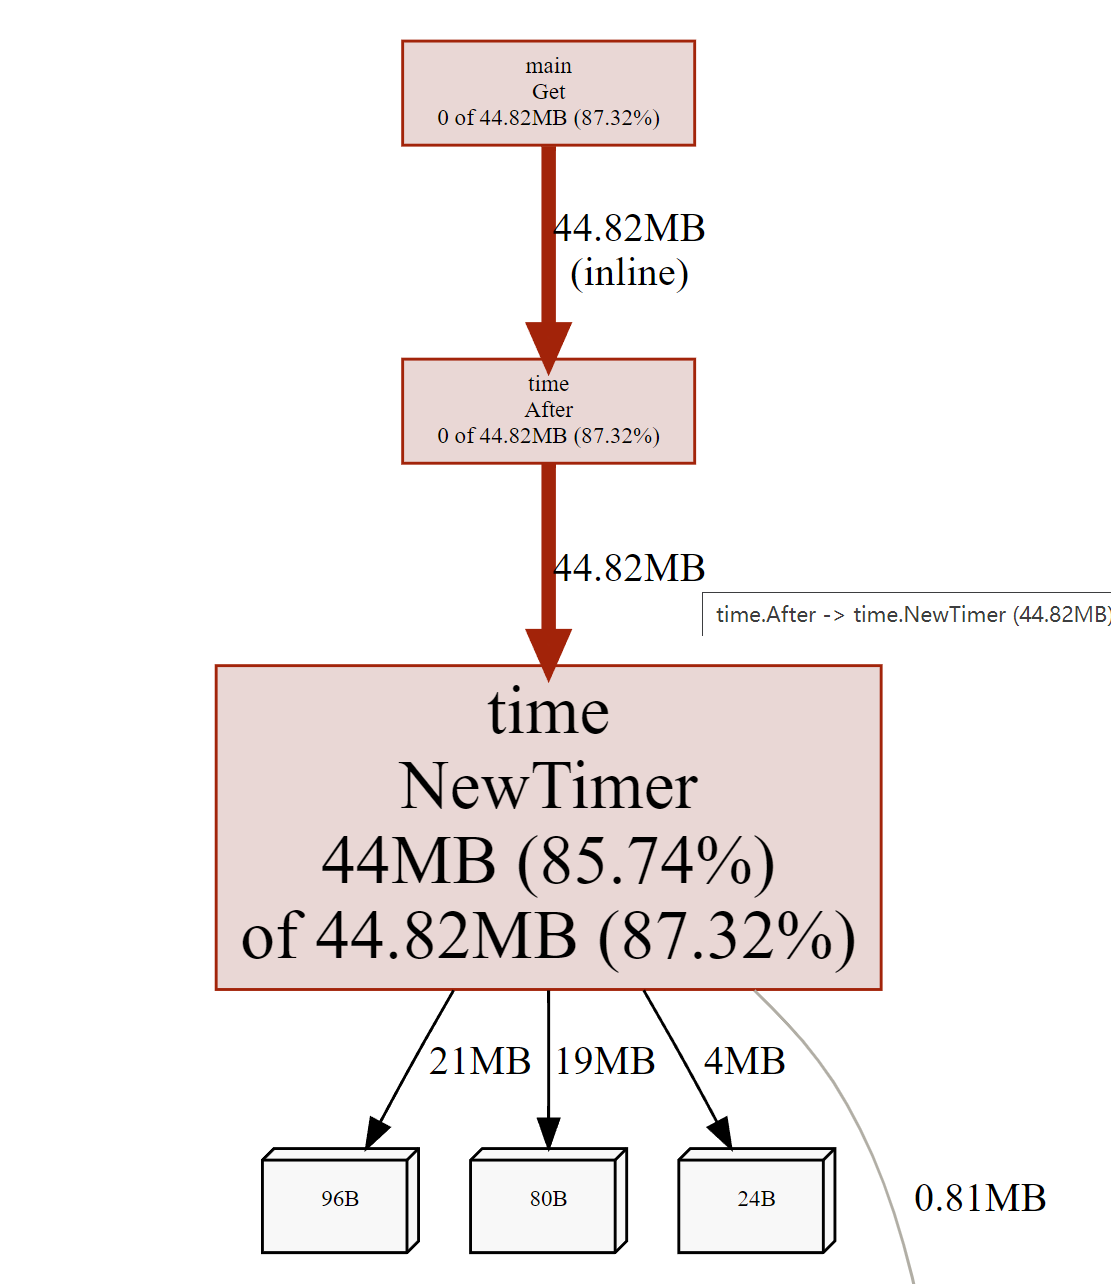 main
Get
0 of 44.82MB (87.32%)
44.82MB
(inline)
time
After
0 of 44.82MB (87.32%)
44.82MB
time.After -> time.NewTimer (44.82MB)
time
NewTimer
44MB (85.74%)
of 44.82MB (87.32%)
21MB
19MB
4MB
96B
80B
24B
0.81MB